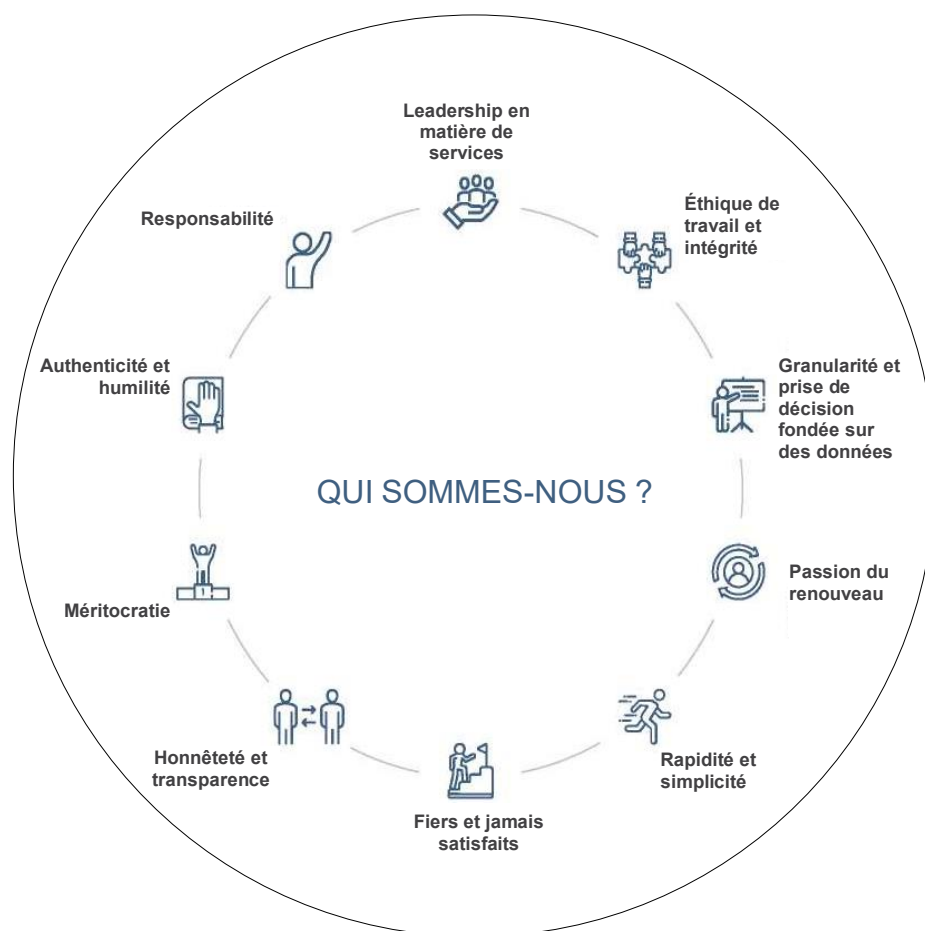 Leadership en
matière de
services
Éthique de
travail et
intégrité
Granularité et
prise de
décision
fondée sur
des données
Passion du
renouveau
Rapidité et
simplicité
Fiers et jamais
satisfaits
Honnêteté et
transparence
Méritocratie
Authenticité et
humilité
Responsabilité
QUI SOMMES-NOUS ?